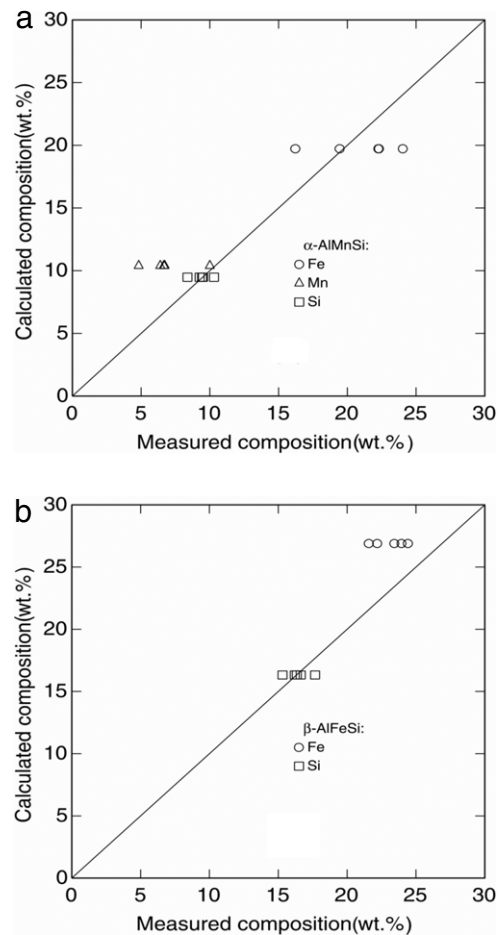 a
30
25
20
15
10
5
0
Calculated composition(wt.%)
α-AlMnSi:
Fe
Mn
Si
0 5 10 15 20 25 30
Measured composition(wt.%)
b
30
25
20
15
10
5
0
Calculated composition(wt.%)
β-AlFeSi:
Fe
Si
0 5 10 15 20 25 30
Measured composition(wt.%)